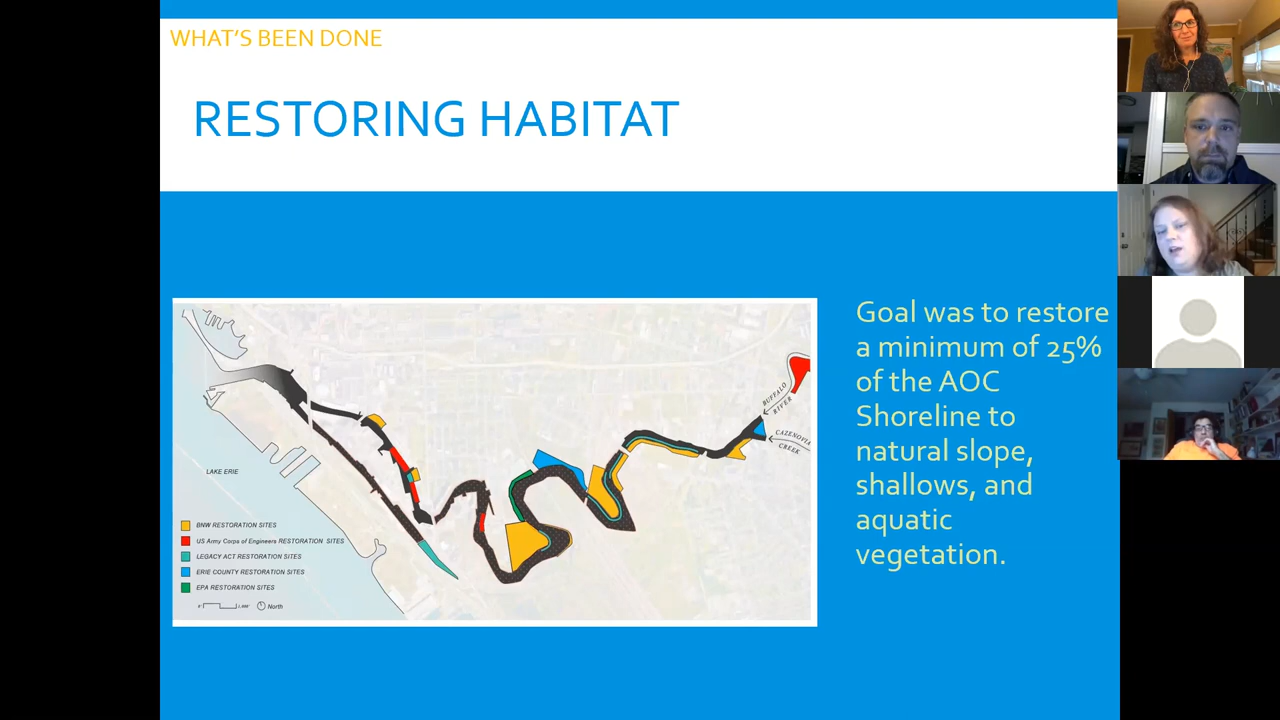 WHAT'S BEEN DONE
RESTORING HABITAT
Goal was to restore
a minimum of 25%
of the AOC
Shoreline to
natural slope,
shallows, and
aquatic
vegetation.
BUFFALO
RIVER
CAZENOVIA
CREEK
LAKE ERIE
BNW RESTORATION SITES
US Army Corps of Engineers RESTORATION SITES
LEGACY ACT RESTORATION SITES
ERIE COUNTY RESTORATION SITES
EPA RESTORATION SITES
North